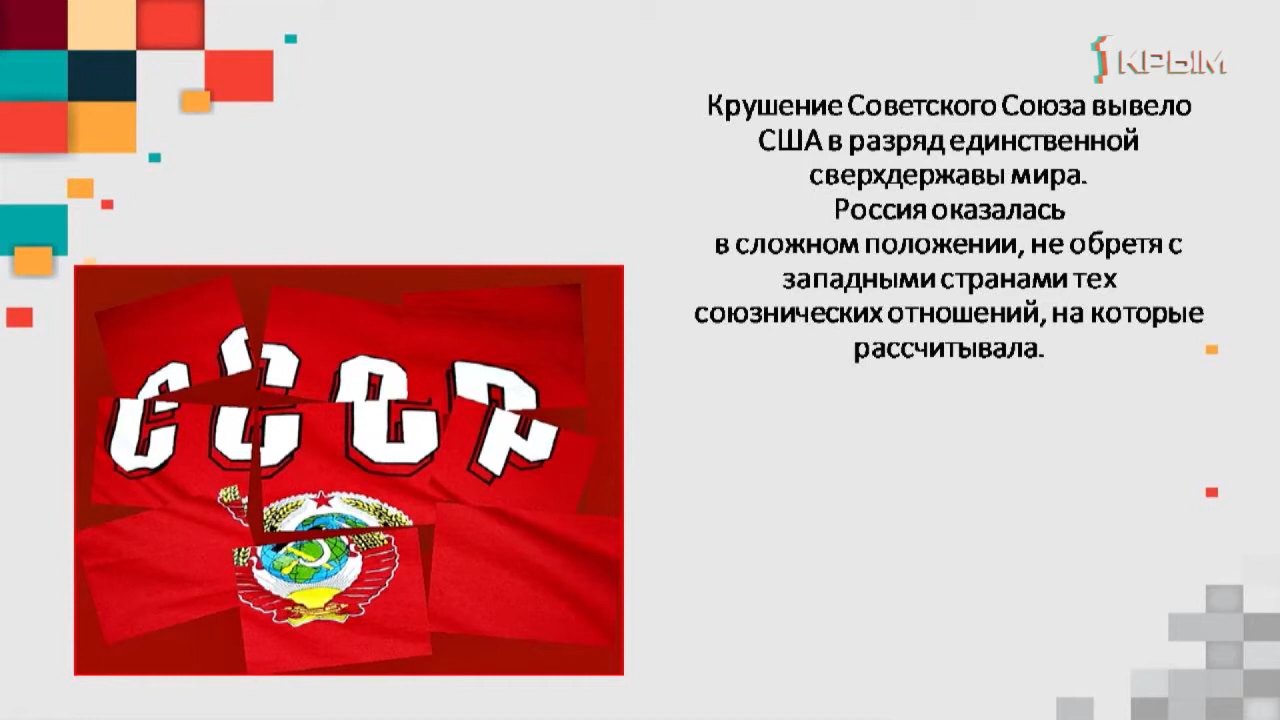 КРЫМ
Крушение Советского Союза вывело
США в разряд единственной
сверхдержавы мира.
Россия оказалась
в сложном положении, не обретя с
западными странами тех
союзнических отношений, на которые
рассчитывала.
СССР